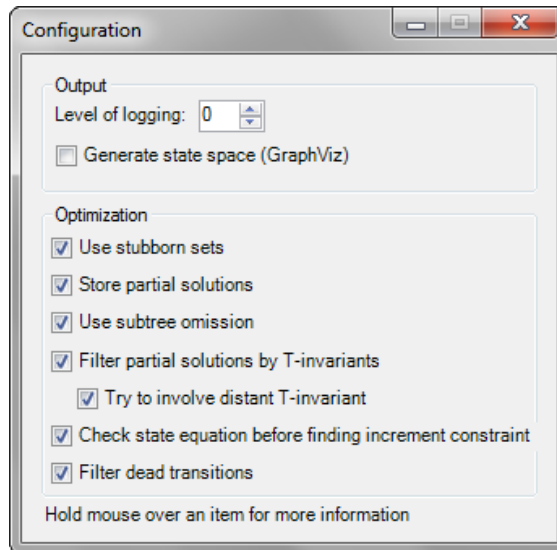 Configuration
Output
Level of logging: 0
Generate state space (GraphViz)
Optimization
Use stubborn sets
Store partial solutions
Use subtree omission
Filter partial solutions by T-invariants
Try to involve distant T-invariant
Check state equation before finding increment constraint
Filter dead transitions
Hold mouse over an item for more information